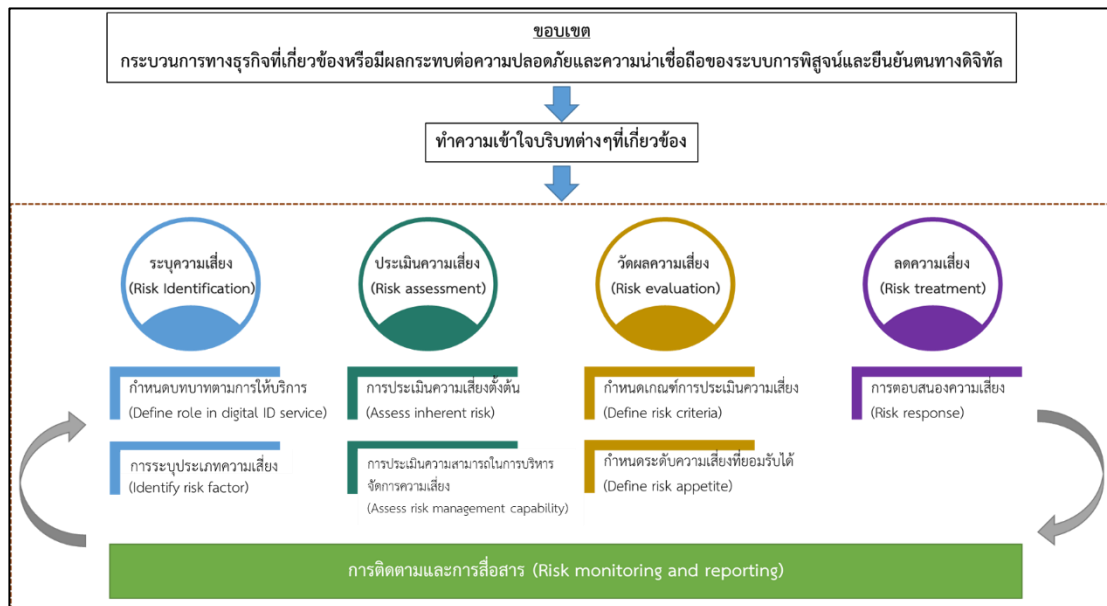 ขอบเขต
กระบวนการทางธุรกิจที่เกี่ยวข้องหรือมีผลกระทบต่อความปลอดภัยและความน่าเชื่อถือของระบบการพิสูจน์และยืนยันตนทางดิจิทัล
ทำความเข้าใจบริบทต่างๆที่เกี่ยวข้อง
ระบุความเสี่ยง
(Risk Identification)
ประเมินความเสี่ยง
(Risk assessment)
วัดผลความเสี่ยง
(Risk evaluation)
ลดความเสี่ยง
(Risk treatment)
กำหนดบทบาทตามการให้บริการ
(Define role in digital ID service)
การประเมินความเสี่ยงตั้งต้น
(Assess inherent risk)
กำหนดเกณฑ์การประเมินความเสี่ยง
(Define risk criteria)
การตอบสนองความเสี่ยง
(Risk response)
การระบุประเภทความเสี่ยง
(Identify risk factor)
การประเมินความสามารถในการบริหาร
จัดการความเสี่ยง
(Assess risk management capability)
กำหนดระดับความเสี่ยงที่ยอมรับได้
(Define risk appetite)
การติดตามและการสื่อสาร (Risk monitoring and reporting)